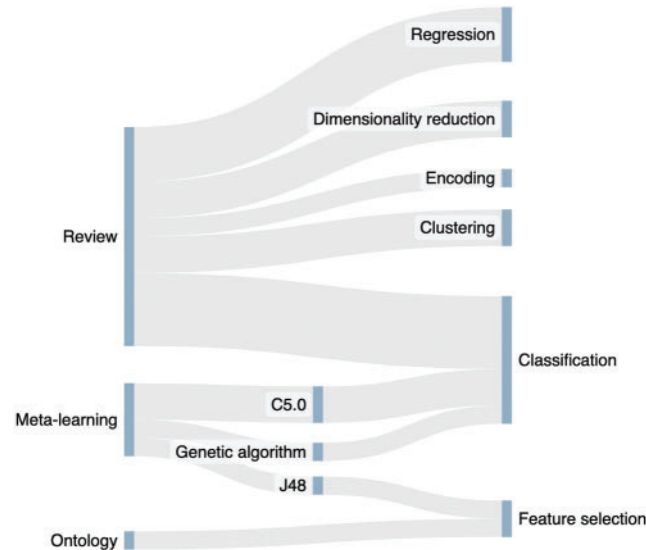 Regression
Dimensionality reduction
Encoding
Clustering
Review
Classification
Meta-learning
C5.0
Genetic algorithm
J48
Feature selection
Ontology